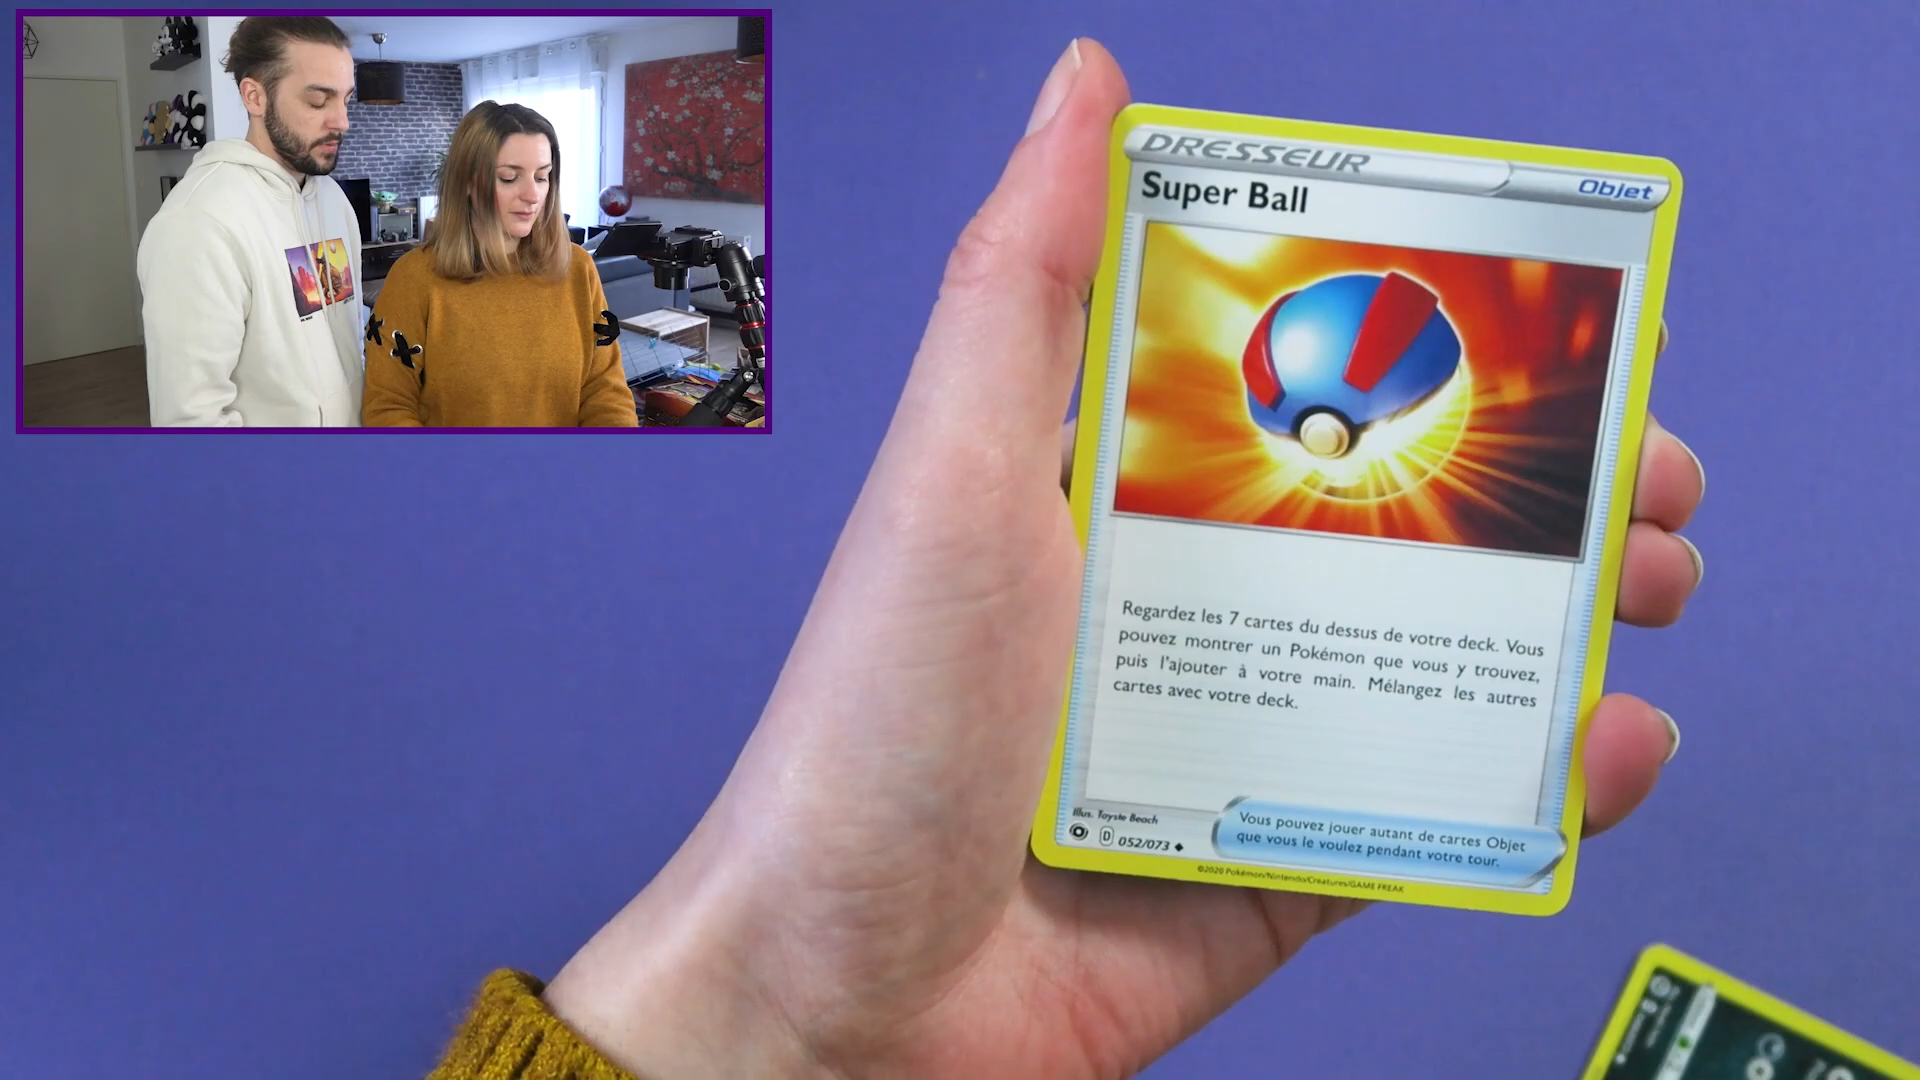 DRESSEUR
Objet
Super Ball
Regardez les 7 cartes du dessus de votre deck. Vous
pouvez montrer un Pokémon que vous y trouvez,
puis l'ajouter à votre main. Mélangez les autres
cartes avec votre deck.
Illus. Toyste Beach
D 052/073
Vous pouvez jouer autant de cartes Objet
que vous le voulez pendant votre tour.
©2020 Pokémon/Nintendo/Creatures/GAME FREAK